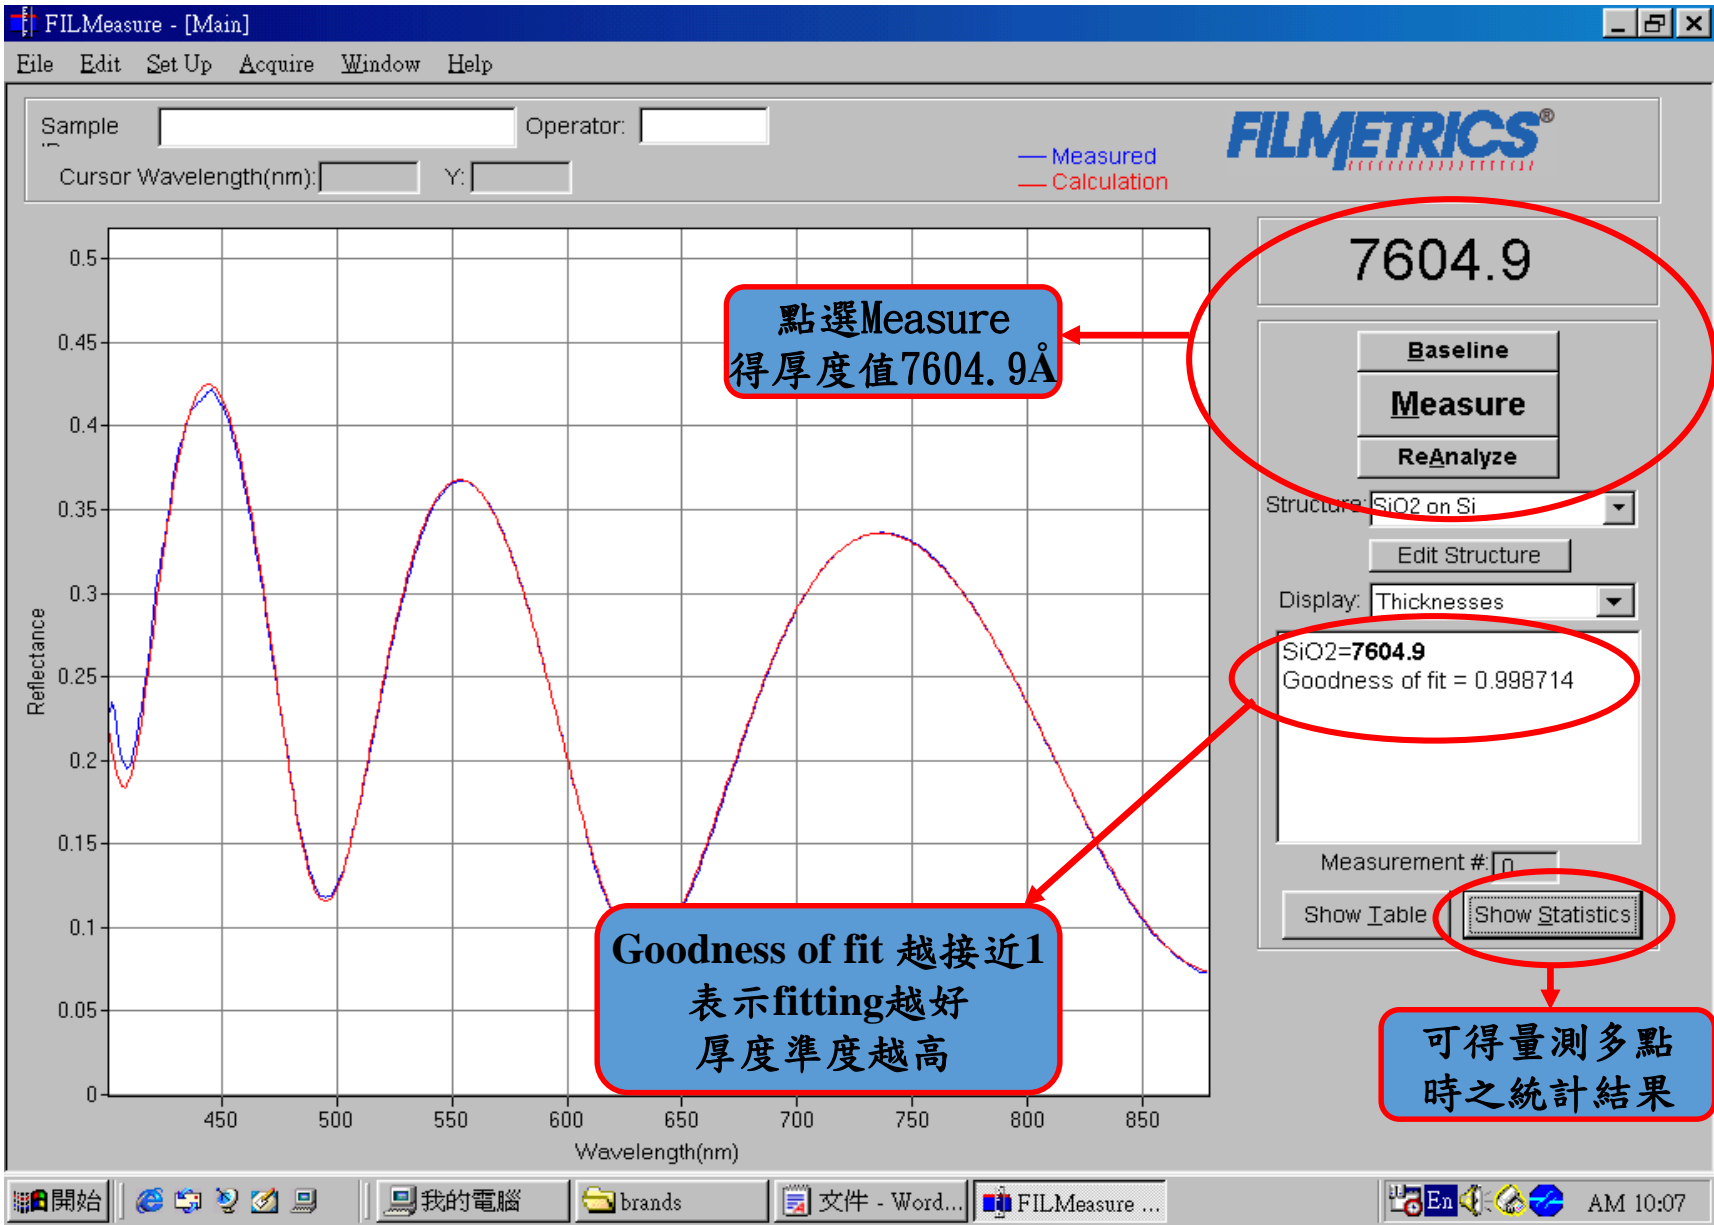 FILMeasure - [Main]
File Edit Set Up Acquire Window Help
Sample
Operator:
Cursor Wavelength(nm):
Y:
Measured
Calculation
FILMETRICS®
7604.9
點選Measure
得厚度值7604.9Å
Baseline
Measure
ReAnalyze
Structure: SiO2 on Si
Edit Structure
Display: Thicknesses
SiO2=7604.9
Goodness of fit = 0.998714
Measurement #: 0
Show Table Show Statistics
Goodness of fit 越接近1
表示fitting越好
厚度準度越高
可得量測多點
時之統計結果
Reflectance
0.5
0.45
0.4
0.35
0.3
0.25
0.2
0.15
0.1
0.05
0
450 500 550 600 650 700 750 800 850
Wavelength(nm)
開始 我的電腦 brands 文件 - Word... FILMeasure ... En AM 10:07